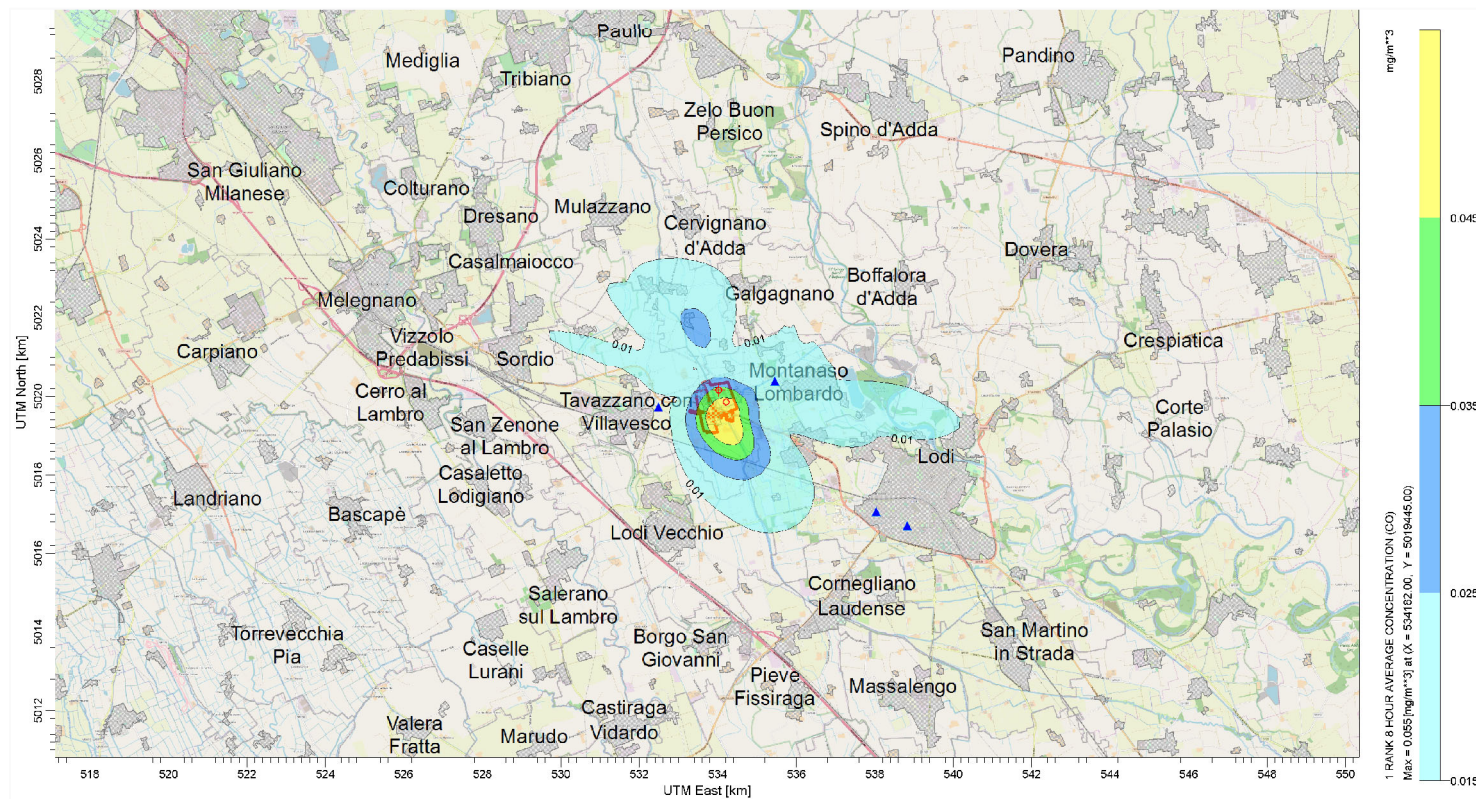 Paullo
Mediglia
Pandino
Tribiano
Zelo Buon
Persico
Spino d'Adda
San Giuliano
Milanese
Colturano
Dresano
Mulazzano
Cervignano
d'Adda
Dovera
Casalmaiocco
Boffalora
d'Adda
Galgagnano
Melegnano
Vizzolo
Predabissi
Carpiano
Sordio
0.01
0.01
Crespiatica
Montanaso
Lombardo
Cerro al
Lambro
Tavazzano con
Villavesco
Corte
Palasio
San Zenone
al Lambro
0.01
Lodi
Casaletto
Lodigiano
0.01
Landriano
Bascapè
Lodi Vecchio
Cornegliano
Laudense
Salerano
sul Lambro
Torrevecchia
Pia
Borgo San
Giovanni
San Martino
in Strada
Caselle
Lurani
Pieve
Fissiraga
Massalengo
Castiraga
Vidardo
Valera
Fratta
Marudo
5028
5026
5024
5022
5020
5018
5016
5014
5012
UTM North [km]
518
520
522
524
526
528
530
532
534
536
538
540
542
544
546
548
550
UTM East [km]
mg/m**3
1 RANK 8 HOUR AVERAGE CONCENTRATION (CO)
Max = 0.055 [mg/m**3] at (X = 534182.00, Y = 5019445.00)
0.045
0.035
0.025
0.015